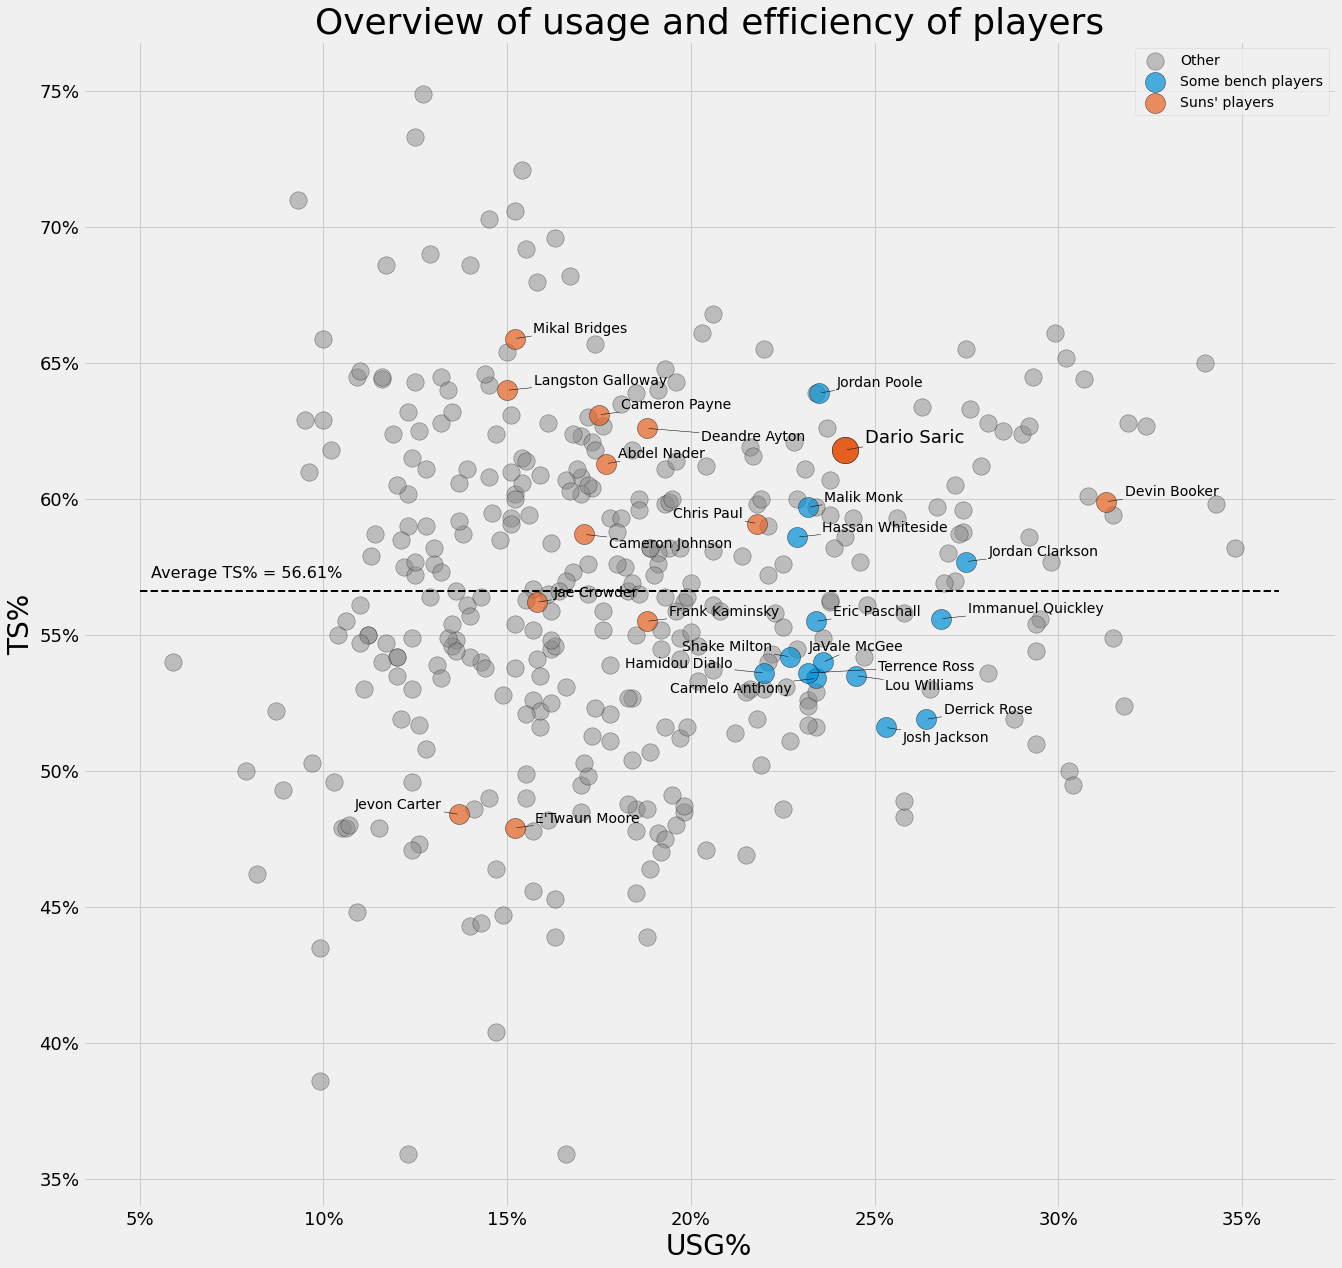 Overview of usage and efficiency of players
Other
Some bench players
Suns' players
75%
70%
65%
60%
55%
50%
45%
40%
35%
TS%
Mikal Bridges
Langston Galloway
Jordan Poole
Cameron Payne
Deandre Ayton
Dario Saric
Abdel Nader
Malik Monk
Devin Booker
Chris Paul
Hassan Whiteside
Cameron Johnson
Jordan Clarkson
Average TS% = 56.61%
Jae Crowder
Frank Kaminsky
Eric Paschall
Immanuel Quickley
Shake Milton
JaVale McGee
Hamidou Diallo
Terrence Ross
Carmelo Anthony
Lou Williams
Derrick Rose
Josh Jackson
Jevon Carter
E'Twaun Moore
5%
10%
15%
20%
25%
30%
35%
USG%